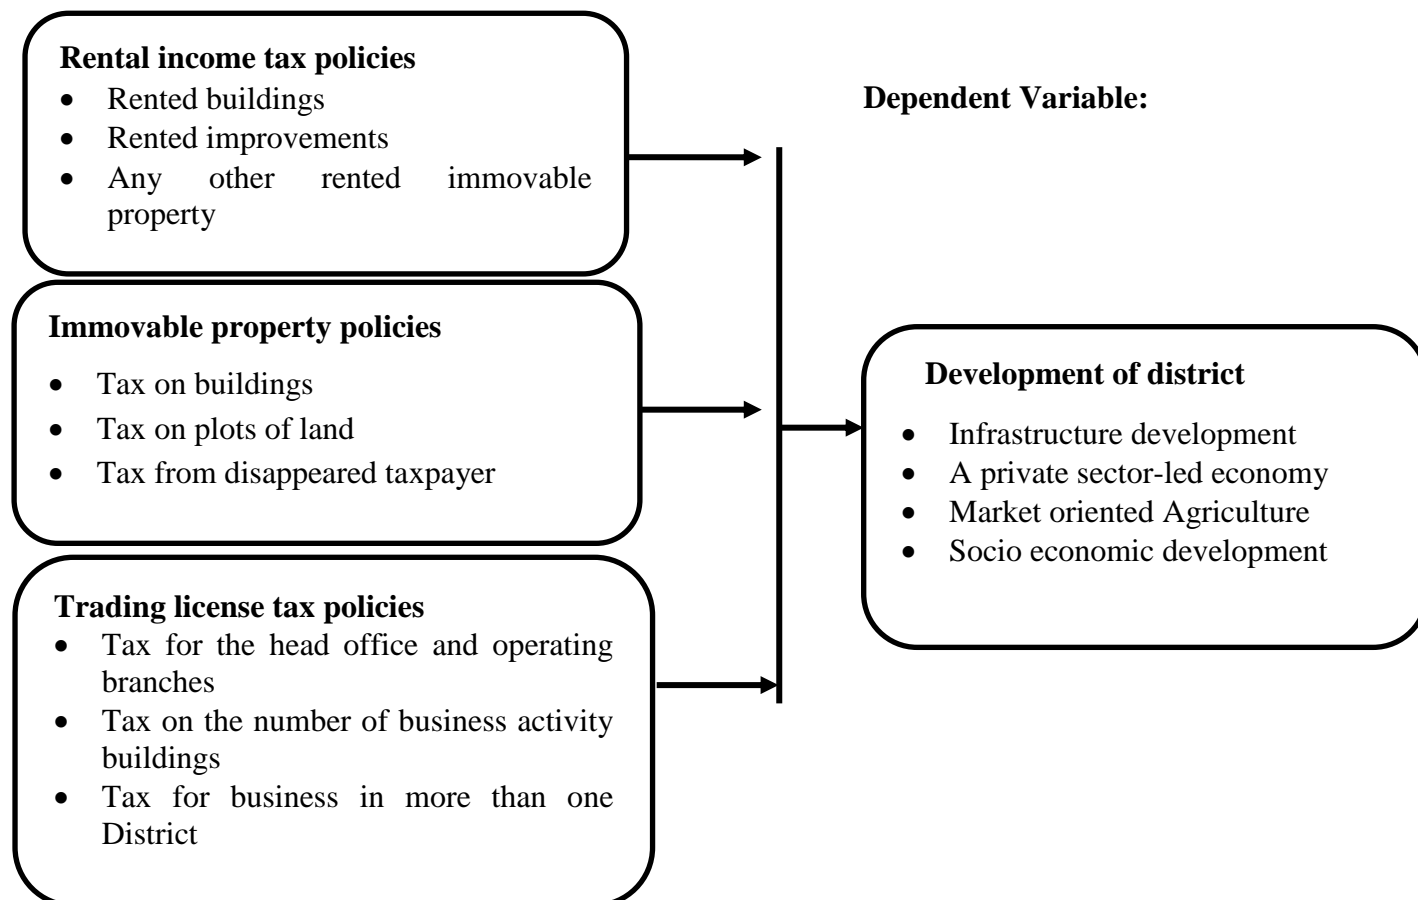 Rental income tax policies
• Rented buildings
• Rented improvements
• Any other rented immovable
property
Dependent Variable:
Immovable property policies
• Tax on buildings
• Tax on plots of land
• Tax from disappeared taxpayer
Trading license tax policies
• Tax for the head office and operating
branches
• Tax on the number of business activity
buildings
• Tax for business in more than one
District
Development of district
• Infrastructure development
• A private sector-led economy
• Market oriented Agriculture
• Socio economic development